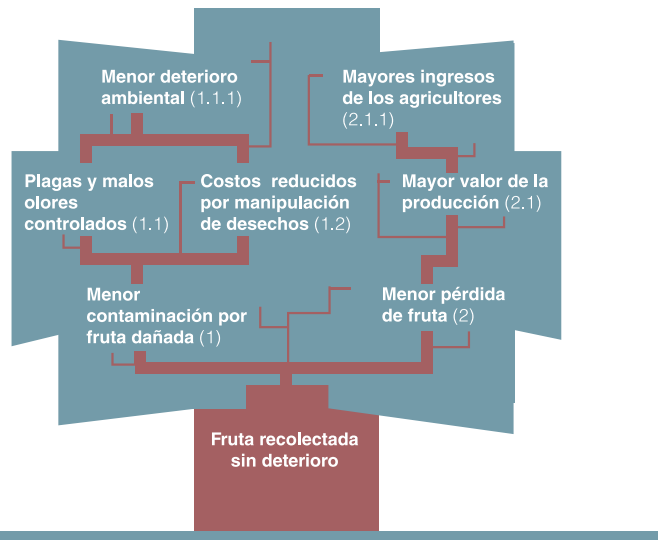 Menor deterioro
ambiental (1.1.1)
Mayores ingresos
de los agricultores
(2.1.1)
Plagas y malos
olores
controlados (1.1)
Costos reducidos
por manipulación
de desechos (1.2)
Mayor valor de la
producción (2.1)
Menor
contaminación por
fruta dañada (1)
Menor pérdida
de fruta (2)
Fruta recolectada
sin deterioro